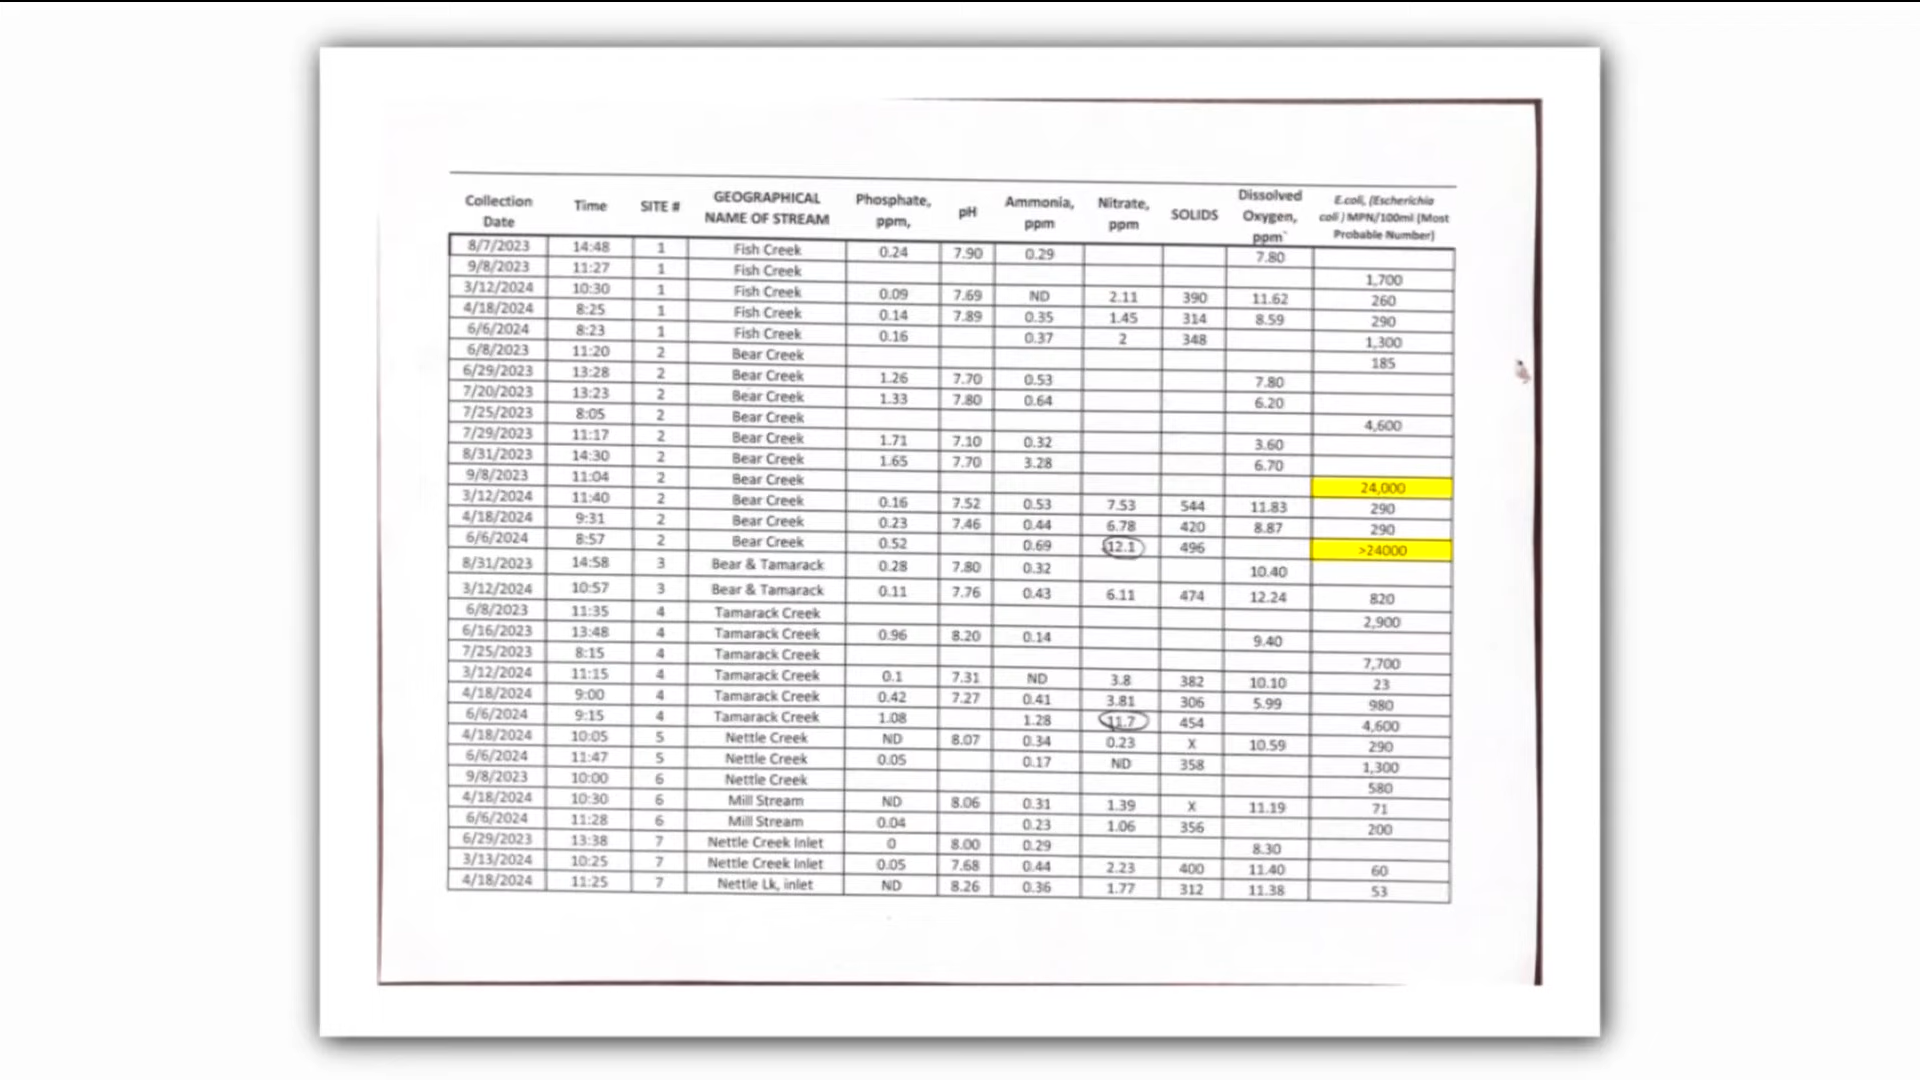 Collection Date Time SITE # GEOGRAPHICAL NAME OF STREAM Phosphate, ppm, pH Ammonia, ppm Nitrate, ppm SOLIDS Dissolved Oxygen, ppm` E.coli, (Escherichia coli ) MPN/100ml (Most Probable Number)
8/7/2023 14:48 1 Fish Creek 0.24 7.90 0.29 7.80
9/8/2023 11:27 1 Fish Creek 1,700
3/12/2024 10:30 1 Fish Creek 0.09 7.69 ND 2.11 390 11.62 260
4/18/2024 8:25 1 Fish Creek 0.14 7.89 0.35 1.45 314 8.59 290
6/6/2024 8:23 1 Fish Creek 0.16 0.37 2 348 1,300
6/8/2023 11:20 2 Bear Creek 185
6/29/2023 13:28 2 Bear Creek 1.26 7.70 0.53 7.80
7/20/2023 13:23 2 Bear Creek 1.33 7.80 0.64 6.20
7/25/2023 8:05 2 Bear Creek 4,600
7/29/2023 11:17 2 Bear Creek 1.71 7.10 0.32 3.60
8/31/2023 14:30 2 Bear Creek 1.65 7.70 3.28 6.70
9/8/2023 11:04 2 Bear Creek 24,000
3/12/2024 11:40 2 Bear Creek 0.16 7.52 0.53 7.53 544 11.83 290
4/18/2024 9:31 2 Bear Creek 0.23 7.46 0.44 6.78 420 8.87 290
6/6/2024 8:57 2 Bear Creek 0.52 0.69 12.1 496 >24000
8/31/2023 14:58 3 Bear & Tamarack 0.28 7.80 0.32 10.40
3/12/2024 10:57 3 Bear & Tamarack 0.11 7.76 0.43 6.11 474 12.24 820
6/8/2023 11:35 4 Tamarack Creek 2,900
6/16/2023 13:48 4 Tamarack Creek 0.96 8.20 0.14 9.40
7/25/2023 8:15 4 Tamarack Creek 7,700
3/12/2024 11:15 4 Tamarack Creek 0.1 7.31 ND 3.8 382 10.10 23
4/18/2024 9:00 4 Tamarack Creek 0.42 7.27 0.41 3.81 306 5.99 980
6/6/2024 9:15 4 Tamarack Creek 1.08 1.28 11.7 454 4,600
4/18/2024 10:05 5 Nettle Creek ND 8.07 0.34 0.23 X 10.59 290
6/6/2024 11:47 5 Nettle Creek 0.05 0.17 ND 358 1,300
9/8/2023 10:00 6 Nettle Creek 580
4/18/2024 10:30 6 Mill Stream ND 8.06 0.31 1.39 X 11.19 71
6/6/2024 11:28 6 Mill Stream 0.04 0.23 1.06 356 200
6/29/2023 13:38 7 Nettle Creek Inlet 0 8.00 0.29 8.30
3/13/2024 10:25 7 Nettle Creek Inlet 0.05 7.68 0.44 2.23 400 11.40 60
4/18/2024 11:25 7 Nettle Lk, inlet ND 8.26 0.36 1.77 312 11.38 53